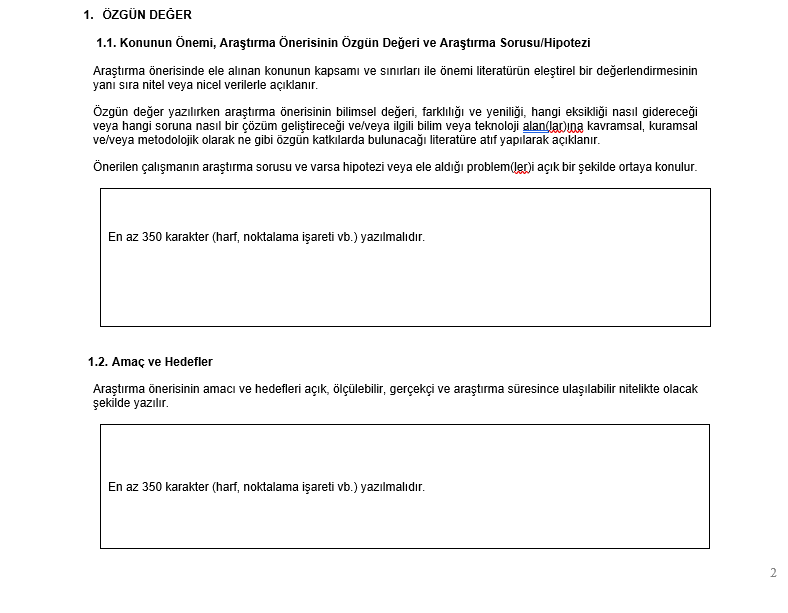 1. ÖZGÜN DEĞER
1.1. Konunun Önemi, Araştırma Önerisinin Özgün Değeri ve Araştırma Sorusu/Hipotezi
Araştırma önerisinde ele alınan konunun kapsamı ve sınırları ile önemi literatürün eleştirel bir değerlendirmesinin
yanı sıra nitel veya nicel verilerle açıklanır.
Özgün değer yazılırken araştırma önerisinin bilimsel değeri, farklılığı ve yeniliği, hangi eksikliği nasıl gidereceği
veya hangi soruna nasıl bir çözüm geliştireceği ve/veya ilgili bilim veya teknoloji alan(lar)ına kavramsal, kuramsal
ve/veya metodolojik olarak ne gibi özgün katkılarda bulunacağı literatüre atıf yapılarak açıklanır.
Önerilen çalışmanın araştırma sorusu ve varsa hipotezi veya ele aldığı problem(ler)i açık bir şekilde ortaya konulur.
En az 350 karakter (harf, noktalama işareti vb.) yazılmalıdır.
1.2. Amaç ve Hedefler
Araştırma önerisinin amacı ve hedefleri açık, ölçülebilir, gerçekçi ve araştırma süresince ulaşılabilir nitelikte olacak
şekilde yazılır.
En az 350 karakter (harf, noktalama işareti vb.) yazılmalıdır.
2